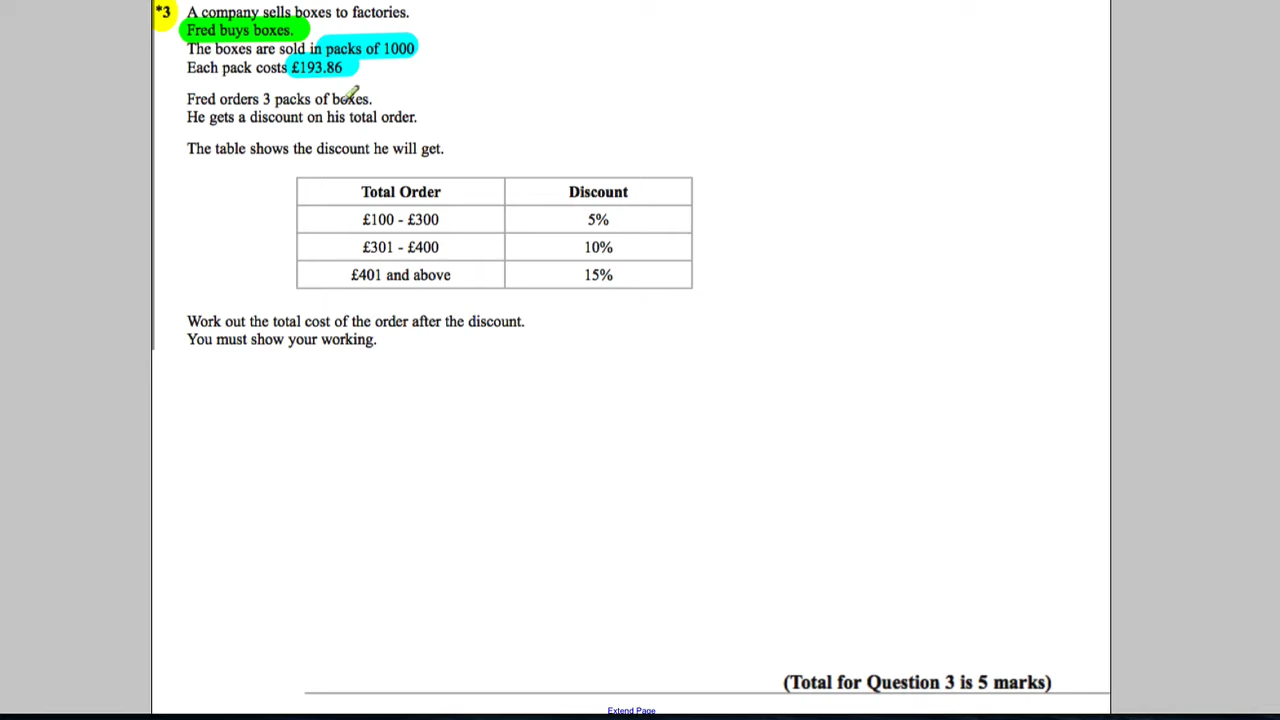 *3 A company sells boxes to factories.
Fred buys boxes.
The boxes are sold in packs of 1000
Each pack costs £193.86
Fred orders 3 packs of boxes.
He gets a discount on his total order.
The table shows the discount he will get.
Total Order Discount
£100 - £300 5%
£301 - £400 10%
£401 and above 15%
Work out the total cost of the order after the discount.
You must show your working.
(Total for Question 3 is 5 marks)
Extend Page